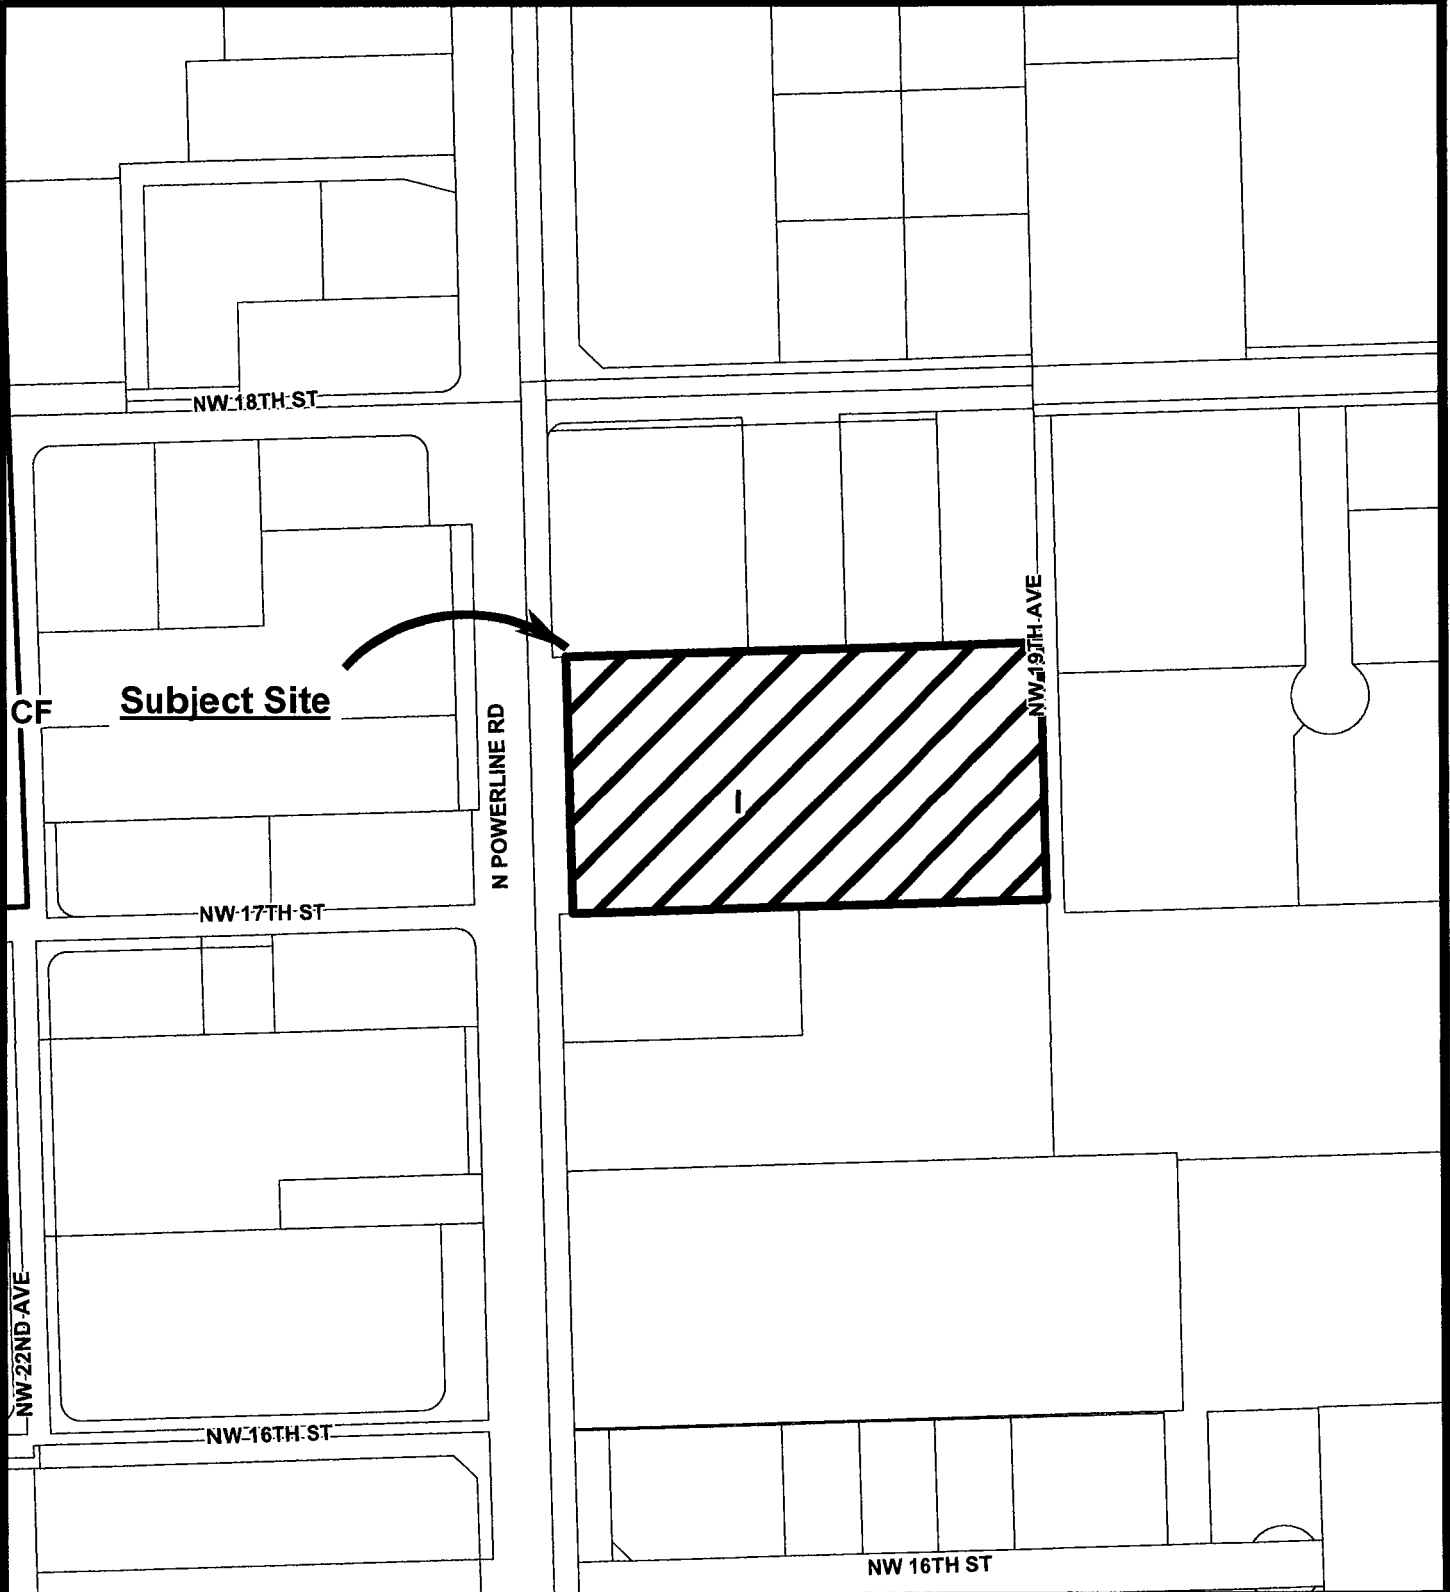 NW 18TH ST
NW 19TH AVE
Subject Site
CF
N POWERLINE RD
I
NW 17TH ST
NW 22ND AVE
NW 16TH ST
NW 16TH ST